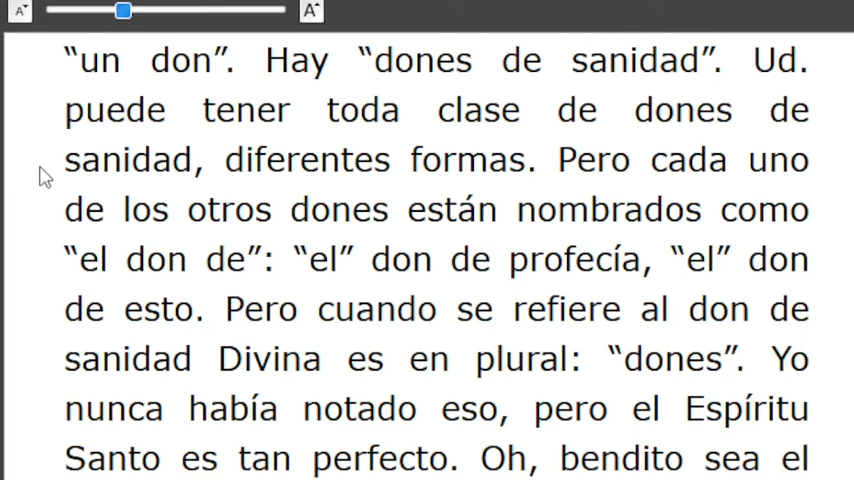 “un don”. Hay “dones de sanidad”. Ud.
puede tener toda clase de dones de
sanidad, diferentes formas. Pero cada uno
de los otros dones están nombrados como
“el don de”: “el” don de profecía, “el” don
de esto. Pero cuando se refiere al don de
sanidad Divina es en plural: “dones”. Yo
nunca había notado eso, pero el Espíritu
Santo es tan perfecto. Oh, bendito sea el